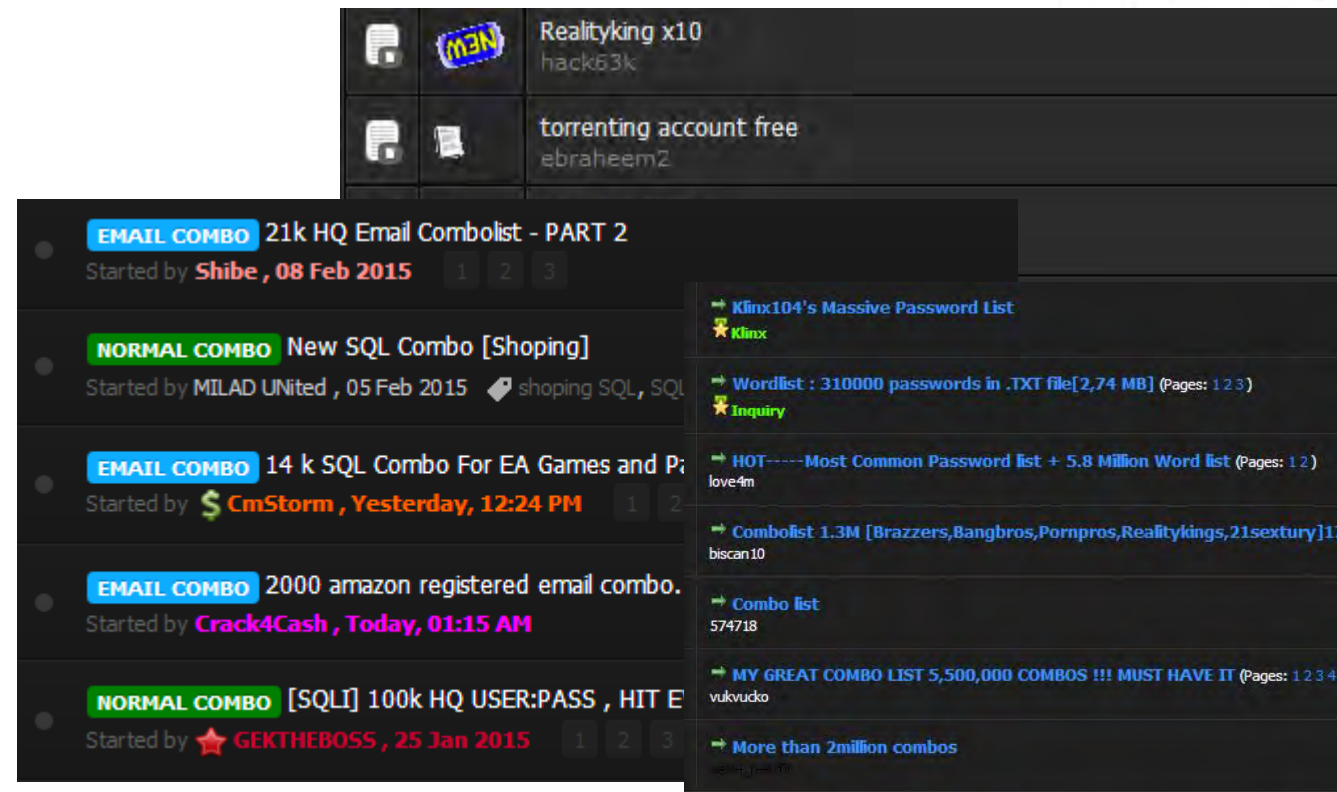 NEW
Realityking x10
hack63k
torrenting account free
ebraheem2
EMAIL COMBO 21k HQ Email Combolist - PART 2
Started by Shibe , 08 Feb 2015 1 2 3
NORMAL COMBO New SQL Combo [Shoping]
Started by MILAD UNited , 05 Feb 2015 shoping SQL, SQL
EMAIL COMBO 14 k SQL Combo For EA Games and Pa
Started by CmStorm , Yesterday, 12:24 PM 1 2
EMAIL COMBO 2000 amazon registered email combo.
Started by Crack4Cash , Today, 01:15 AM
NORMAL COMBO [SQLI] 100k HQ USER:PASS , HIT E
Started by GEKTHEBOSS , 25 Jan 2015 1 2 3
Klinx104's Massive Password List
Klinx
Wordlist : 310000 passwords in .TXT file[2,74 MB] (Pages: 1 2 3 )
Inquiry
HOT-----Most Common Password list + 5.8 Million Word list (Pages: 1 2 )
love4m
Combolist 1.3M [Brazzers,Bangbros,Pornpros,Realitykings,21sextury]1
biscan10
Combo list
574718
MY GREAT COMBO LIST 5,500,000 COMBOS !!! MUST HAVE IT (Pages: 1 2 3 4
vukvucko
More than 2million combos